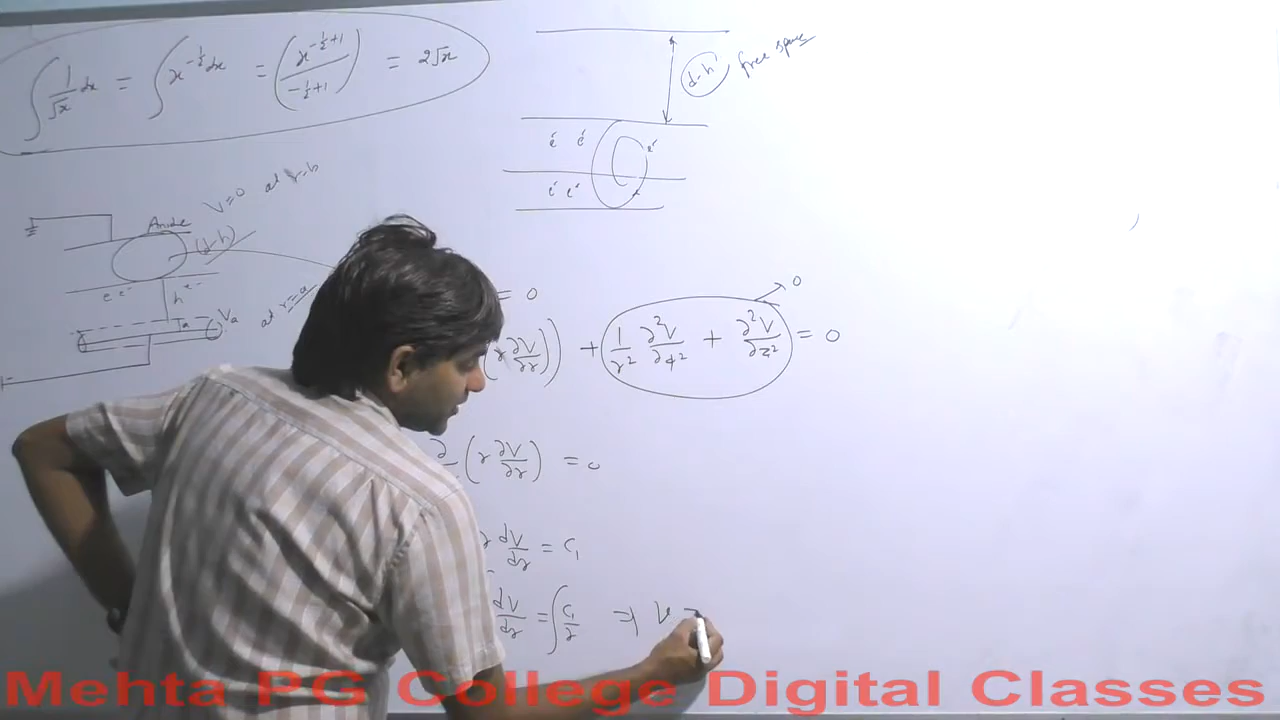 ∫ 1/√x dx = ∫ x^(-1/2) dx = (x^(-1/2+1) / (-1/2+1)) = 2√x
d-h
free space
e⁻ e⁻ e⁻
e⁻ e⁻
V=0 at r=b
Anode
(d-h)
e e⁻ h e⁻
at r=a
Va
= 0
(r ∂V/∂r)) + 1/r² ∂²V/∂φ² + ∂²V/∂z² = 0
0
∂ (r ∂V/∂r) = 0
r dV/dr = c₁
dV/dr = ∫ c₁/r ⇒ V =
Mehta PG College Digital Classes